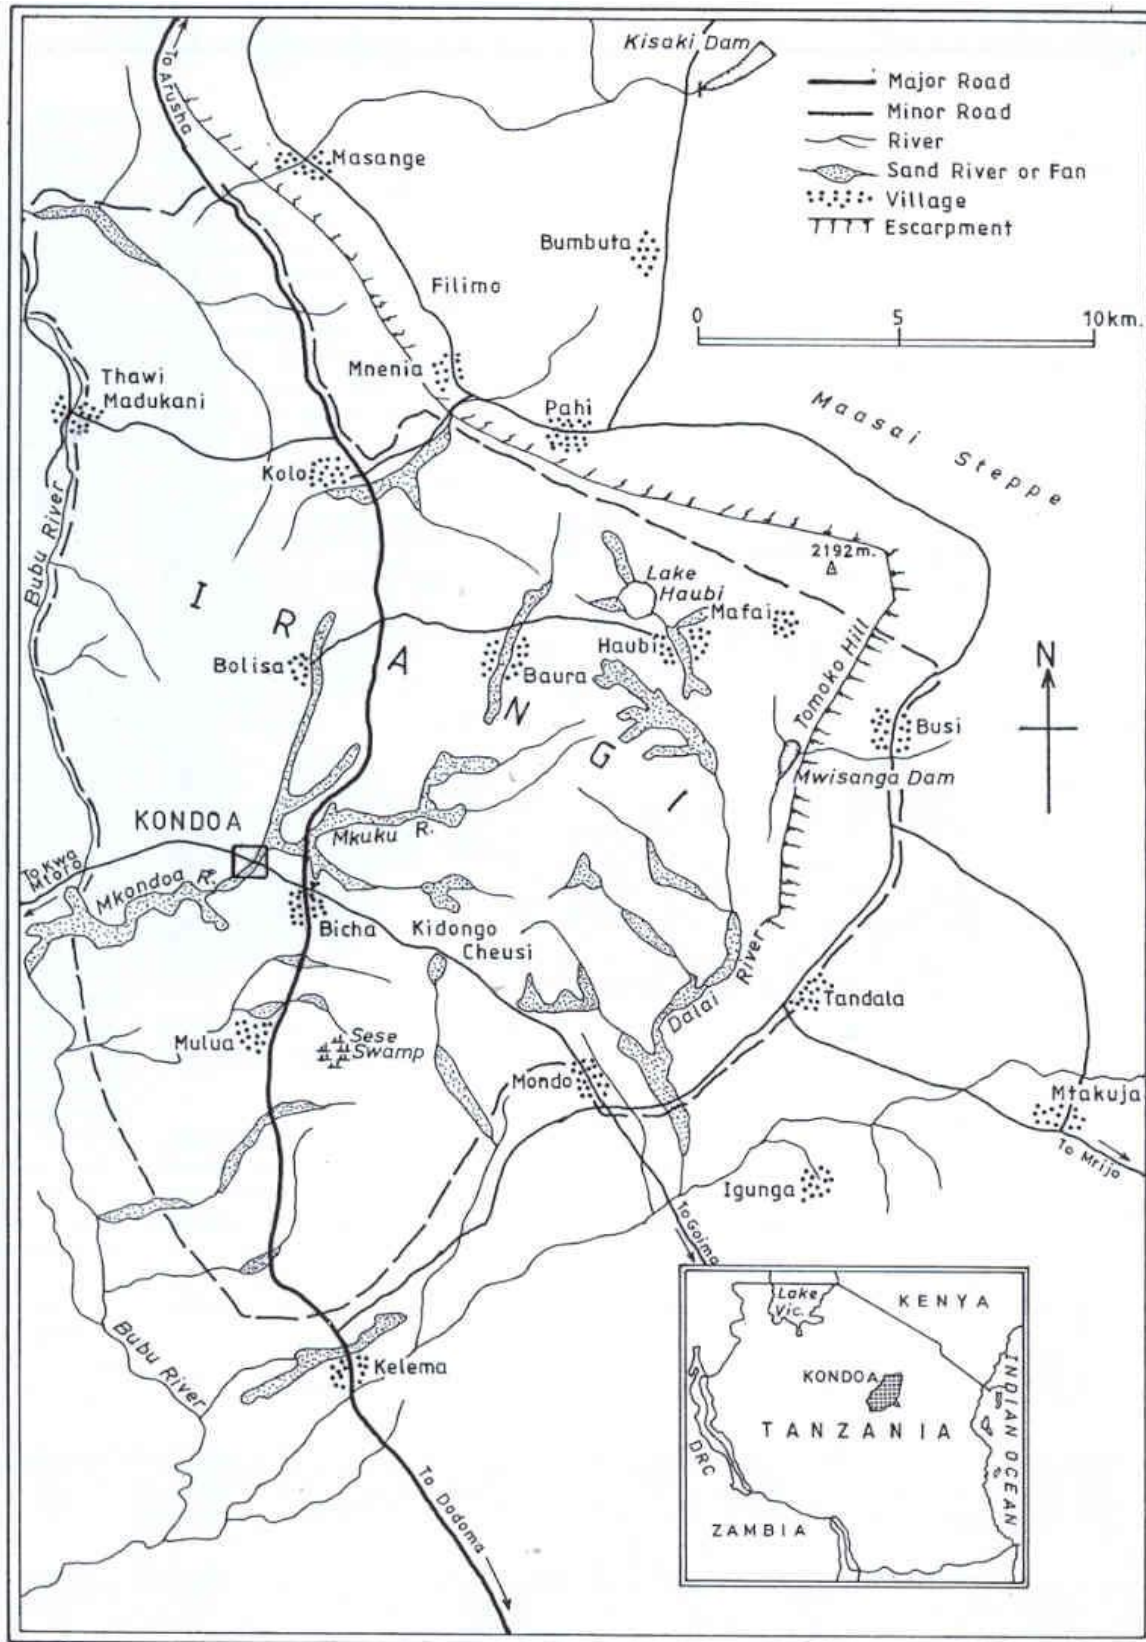 Kisaki Dam
To Arusha
Major Road
Minor Road
River
Sand River or Fan
Village
Escarpment
Masange
Bumbuta
Filimo
0 5 10 km.
Mnenia
Thawi
Madukani
Pahi
Maasai Steppe
Kolo
Bubu River
2192 m.
Lake
Haubi
Mafai
IRANGI
Bolisa
Baura
Haubi
Tomoko Hill
N
Busi
Mwisanga Dam
KONDOA
Mkuku R.
To Kwa
Mtoro
Mkondoa R.
Bicha
Kidongo
Cheusi
Dalai River
Tandala
Mulua
Sese
Swamp
Mondo
Mtakuja
To Mrijo
Igunga
To Goima
Bubu River
Kelema
To Dodoma
Lake
Vic.
KENYA
KONDOA
TANZANIA
INDIAN OCEAN
DRC
ZAMBIA